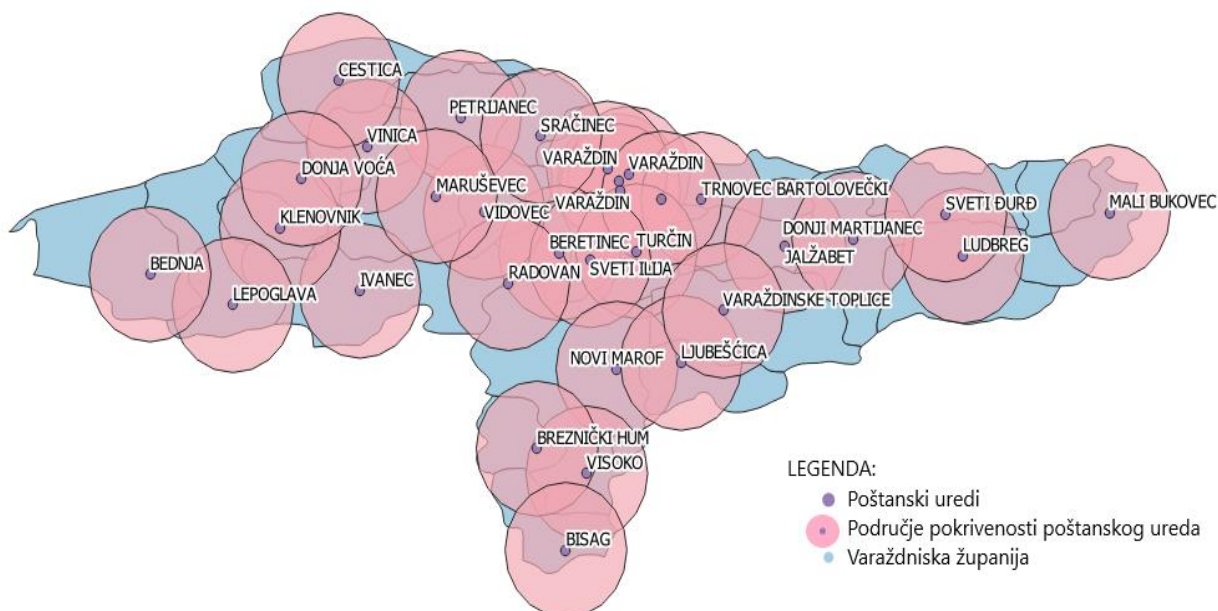 CESTICA
PETRIJANEC
SRAČINEC
VINICA
VARAŽDIN
VARAŽDIN
DONJA VOĆA
MARUŠEVEC
TRNOVEC BARTOLOVEČKI
VARAŽDIN
VIDOVEC
SVETI ĐURĐ
MALI BUKOVEC
KLENOVNIK
DONJI MARTIJANEC
BERETINEC
TURČIN
LUDBREG
JALŽABET
BEDNJA
IVANEC
RADOVAN
SVETI ILIJA
LEPOGLAVA
VARAŽDINSKE TOPLICE
NOVI MAROF
LJUBEŠĆICA
BREZNIČKI HUM
VISOKO
BISAG
LEGENDA:
Poštanski uredi
Područje pokrivenosti poštanskog ureda
Varaždniska županija